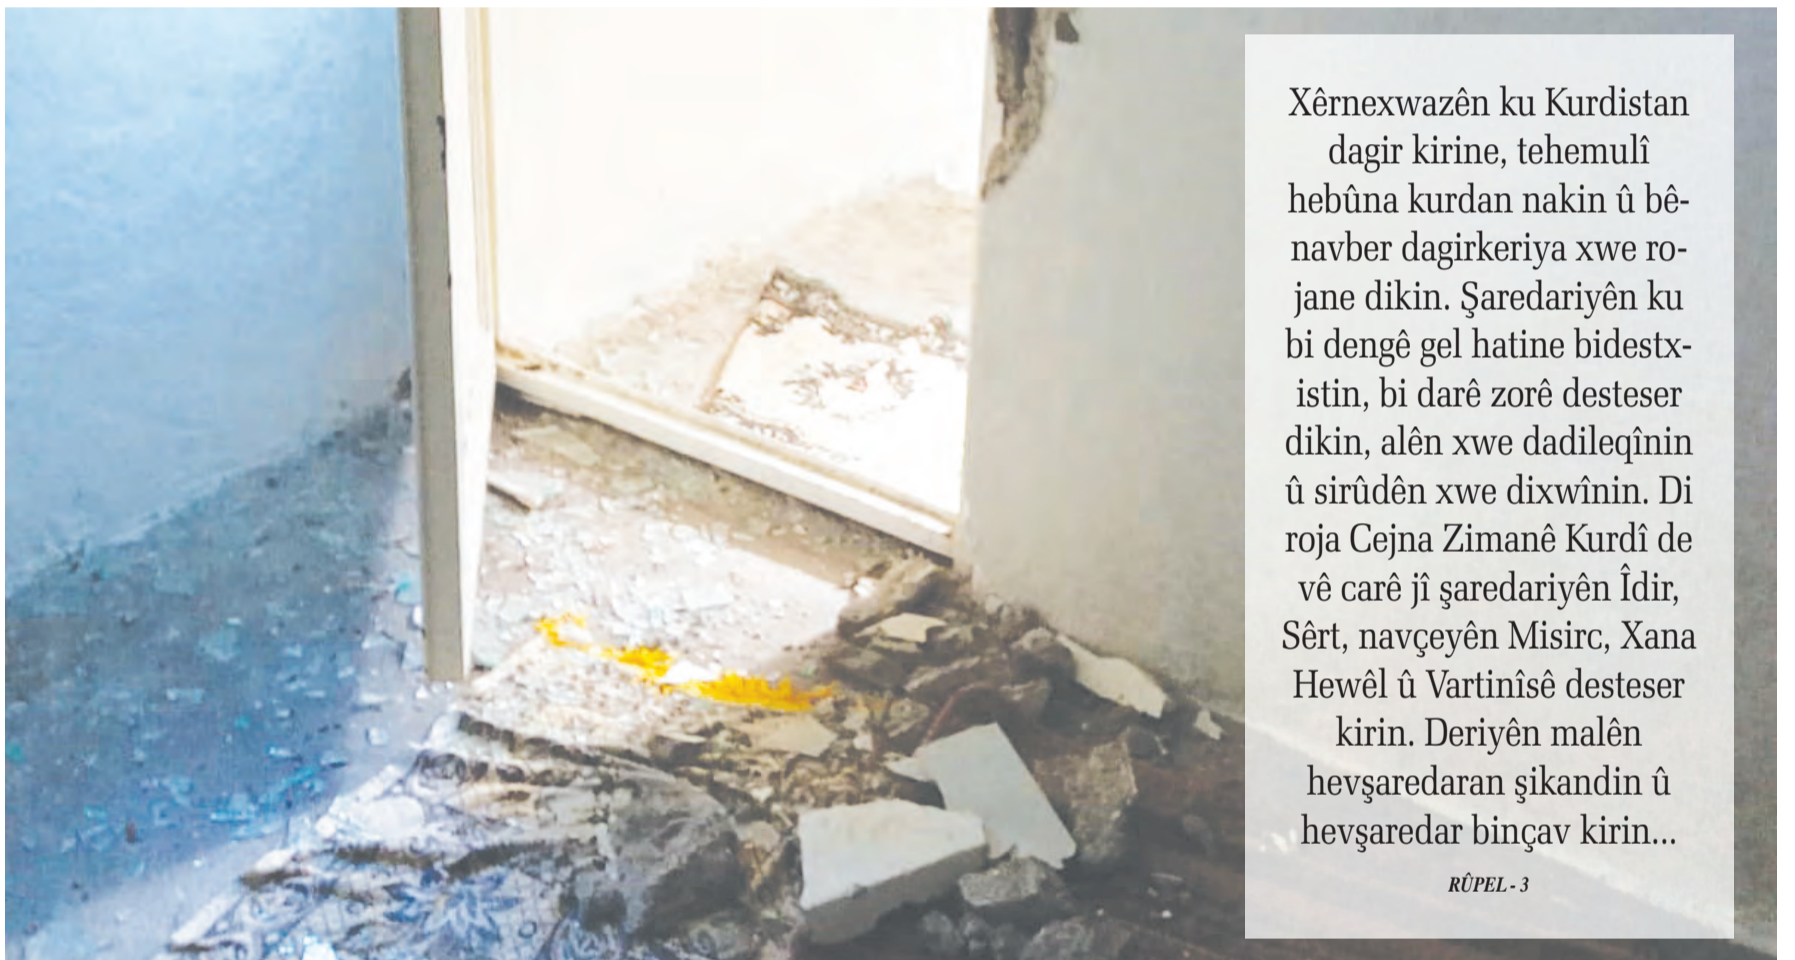 Xêrnexwazên ku Kurdistan
dagir kirine, tehemulî
hebûna kurdan nakin û bê-
navber dagirkeriya xwe ro-
jane dikin. Şaredariyên ku
bi dengê gel hatine bidestx-
istin, bi darê zorê desteser
dikin, alên xwe dadileqînin
û sirûdên xwe dixwînin. Di
roja Cejna Zimanê Kurdî de
vê carê jî şaredariyên Îdir,
Sêrt, navçeyên Misirc, Xana
Hewêl û Vartinîsê desteser
kirin. Deriyên malên
hevşaredaran şikandin û
hevşaredar binçav kirin...
RÛPEL - 3